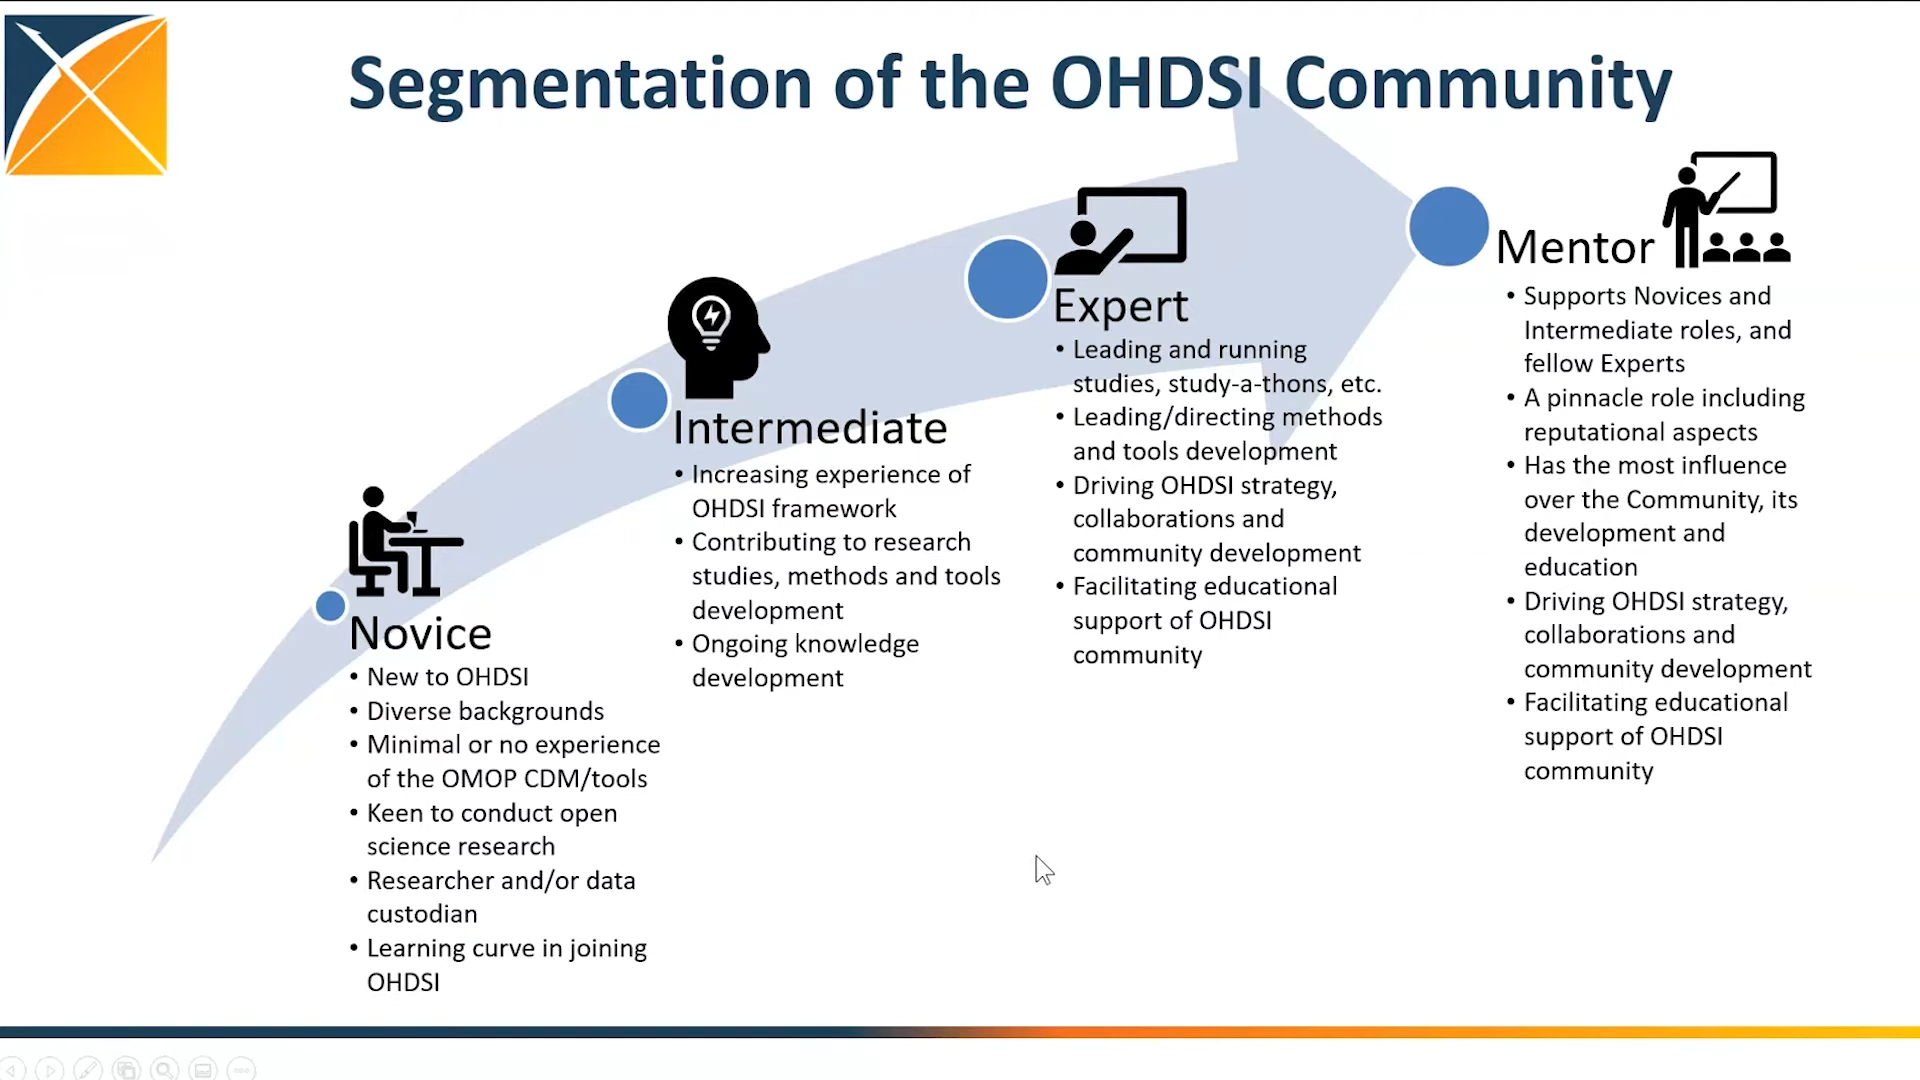 Segmentation of the OHDSI Community
Novice
• New to OHDSI
• Diverse backgrounds
• Minimal or no experience
of the OMOP CDM/tools
• Keen to conduct open
science research
• Researcher and/or data
custodian
• Learning curve in joining
OHDSI
Intermediate
• Increasing experience of
OHDSI framework
• Contributing to research
studies, methods and tools
development
• Ongoing knowledge
development
Expert
• Leading and running
studies, study-a-thons, etc.
• Leading/directing methods
and tools development
• Driving OHDSI strategy,
collaborations and
community development
• Facilitating educational
support of OHDSI
community
Mentor
• Supports Novices and
Intermediate roles, and
fellow Experts
• A pinnacle role including
reputational aspects
• Has the most influence
over the Community, its
development and
education
• Driving OHDSI strategy,
collaborations and
community development
• Facilitating educational
support of OHDSI
community